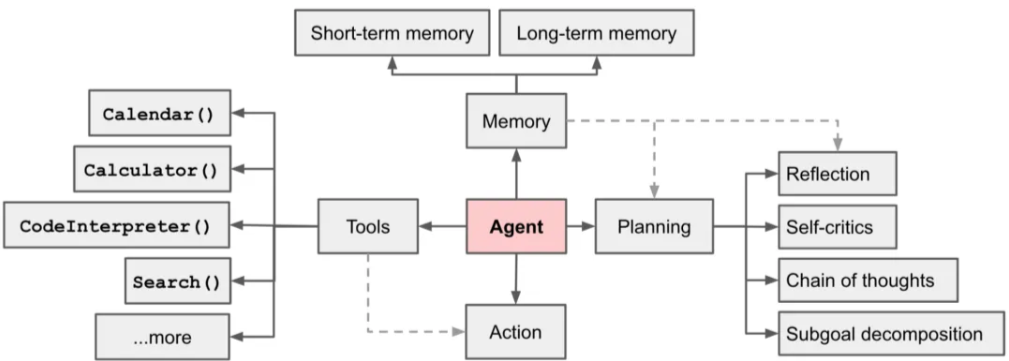 Short-term memory
Long-term memory
Calendar()
Memory
Calculator()
Reflection
CodeInterpreter()
Tools
Agent
Planning
Self-critics
Search()
Chain of thoughts
...more
Action
Subgoal decomposition